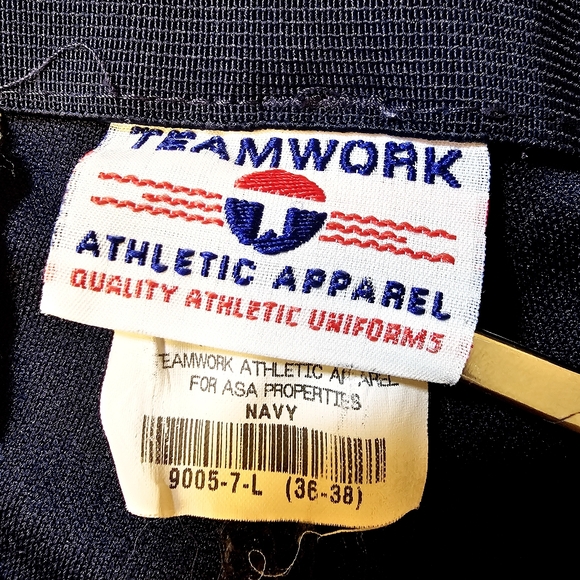 TEAMWORK
ATHLETIC APPAREL
QUALITY ATHLETIC UNIFORMS
TEAMWORK ATHLETIC APPAREL
FOR ASA PROPERTIES
NAVY
9005-7-L (36-38)